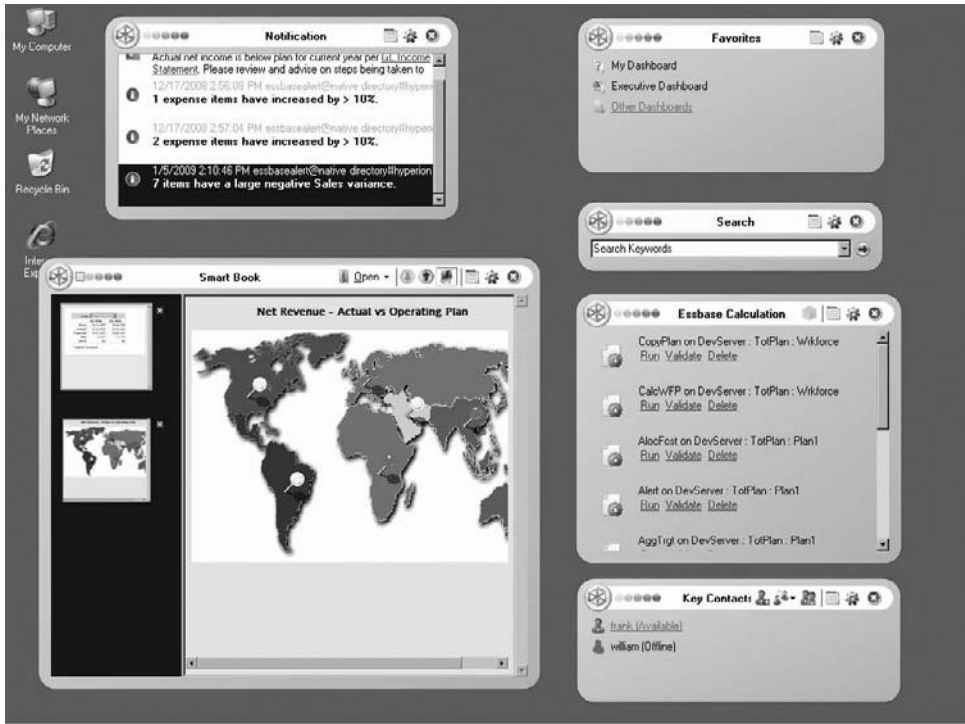 My Computer
My Network
Places
Recycle Bin
Notification
Actual net income is below plan for current year per GL Income
Statement. Please review and advise on steps being taken to
12/17/2008 2:56:08 PM essbasealert@native directory#hyperion
1 expense items have increased by > 10%.
12/17/2008 2:57:04 PM essbasealert@native directory#hyperion
2 expense items have increased by > 10%.
1/5/2009 2:10:46 PM essbasealert@native directory#hyperion
7 items have a large negative Sales variance.
Smart Book
Open
Net Revenue - Actual vs Operating Plan
Favorites
My Dashboard
Executive Dashboard
Other Dashboards
Search
Search Keywords
Essbase Calculation
CopyPlan on DevServer : TotPlan : Wrkforce
Run Validate Delete
CalcWFP on DevServer : TotPlan : Wrkforce
Run Validate Delete
AlocFcst on DevServer : TotPlan : Plan1
Run Validate Delete
Alert on DevServer : TotPlan : Plan1
Run Validate Delete
AggTrgt on DevServer : TotPlan : Plan1
Key Contacts
frank (Available)
william (Offline)